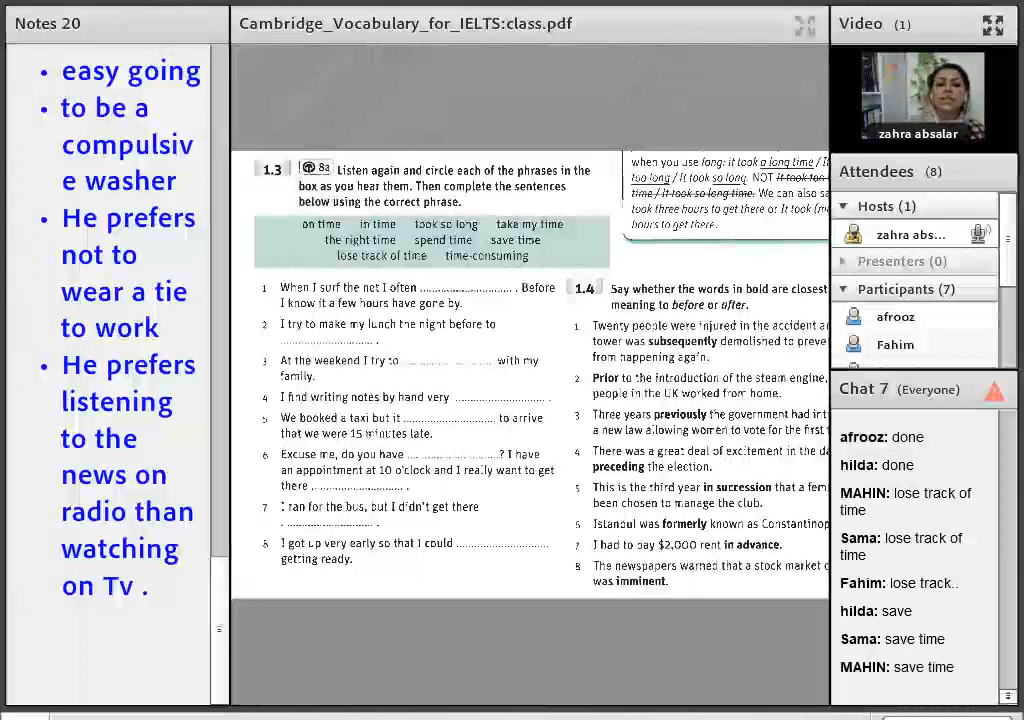 Notes 20
Cambridge_Vocabulary_for_IELTS:class.pdf
Video (1)
easy going
to be a
compulsiv
e washer
He prefers
not to
wear a tie
to work
He prefers
listening
to the
news on
radio than
watching
on Tv .
1.3 83 Listen again and circle each of the phrases in the
box as you hear them. Then complete the sentences
below using the correct phrase.
on time in time took so long take my time
the right time spend time save time
lose track of time time-consuming
1 When I surf the net I often .............................. . Before
I know it a few hours have gone by.
2 I try to make my lunch the night before to
.............................. .
3 At the weekend I try to .............................. with my
family.
4 I find writing notes by hand very .............................. .
5 We booked a taxi but it .............................. to arrive
that we were 15 minutes late.
6 Excuse me, do you have .............................. ? I have
an appointment at 10 o'clock and I really want to get
there .............................. .
7 I ran for the bus, but I didn't get there
.............................. .
8 I got up very early so that I could ..............................
getting ready.
when you use long: it took a long time / I
too long / It took so long. NOT
time / It took so long time. We can also sa
took three hours to get there or It took (m
hours to get there.
1.4 Say whether the words in bold are closest
meaning to before or after.
1 Twenty people were injured in the accident a
tower was subsequently demolished to preve
from happening again.
2 Prior to the introduction of the steam engine,
people in the UK worked from home.
3 Three years previously the government had in
a new law allowing women to vote for the first
4 There was a great deal of excitement in the da
preceding the election.
5 This is the third year in succession that a fem
been chosen to manage the club.
6 Istanbul was formerly known as Constantinop
7 I had to pay $2,000 rent in advance.
8 The newspapers warned that a stock market c
was imminent.
zahra absalar
Attendees (8)
Hosts (1)
zahra abs...
Presenters (0)
Participants (7)
afrooz
Fahim
Chat 7 (Everyone)
afrooz: done
hilda: done
MAHIN: lose track of
time
Sama: lose track of
time
Fahim: lose track..
hilda: save
Sama: save time
MAHIN: save time